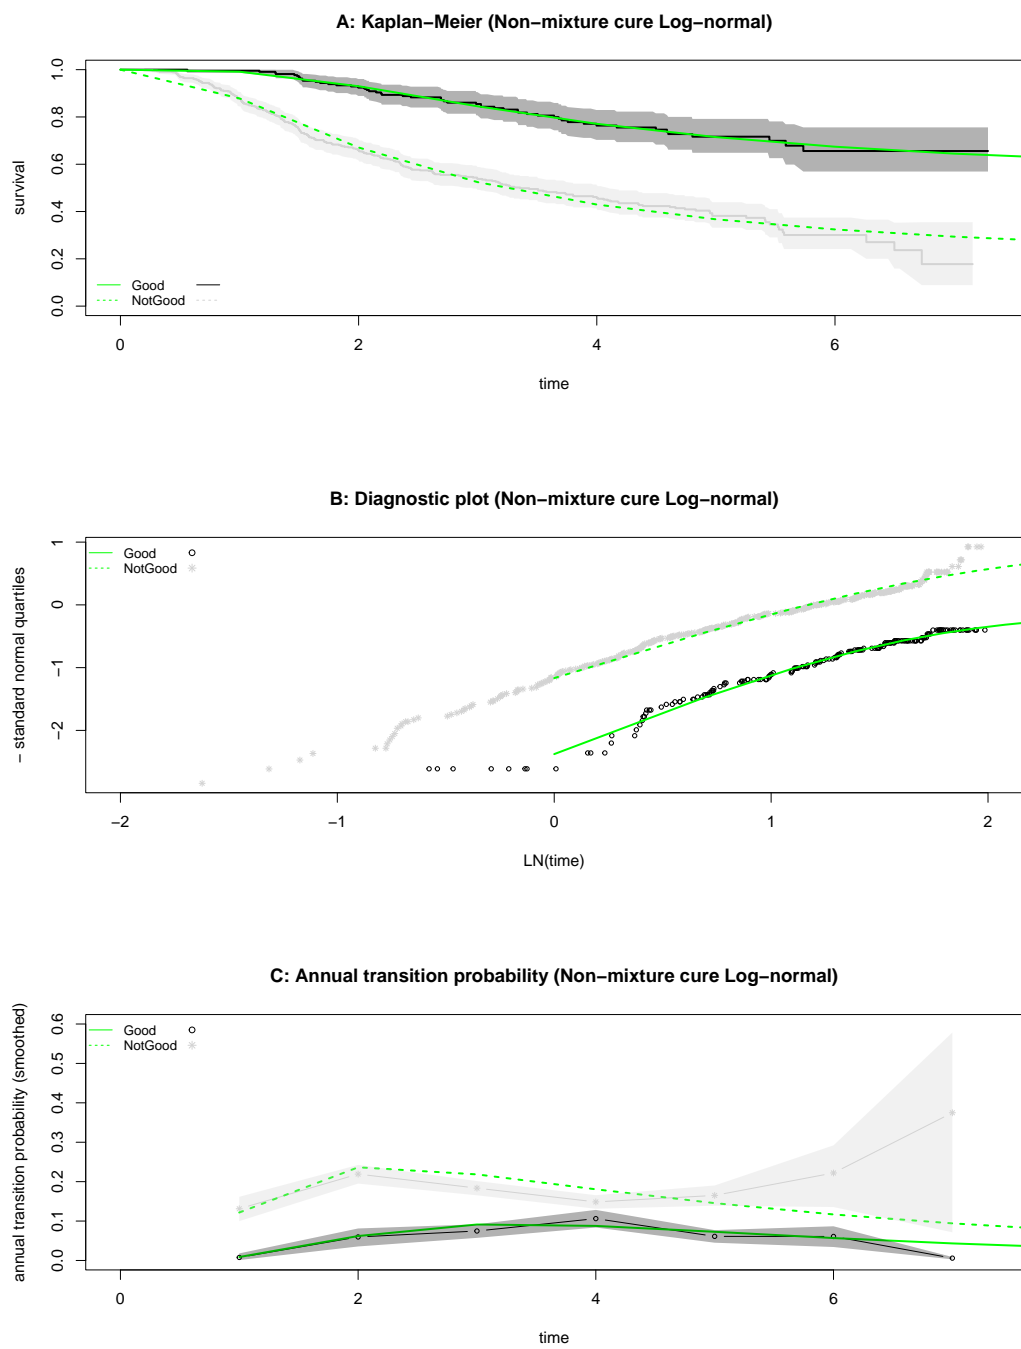 A: Kaplan−Meier (Non−mixture cure Log−normal)
survival
1.0
0.8
0.6
0.4
0.2
0.0
Good
NotGood
0 2 4 6
time
B: Diagnostic plot (Non−mixture cure Log−normal)
− standard normal quartiles
1
0
−1
−2
Good
NotGood
−2 −1 0 1 2
LN(time)
C: Annual transition probability (Non−mixture cure Log−normal)
annual transition probability (smoothed)
0.6
0.5
0.4
0.3
0.2
0.1
0.0
Good
NotGood
0 2 4 6
time